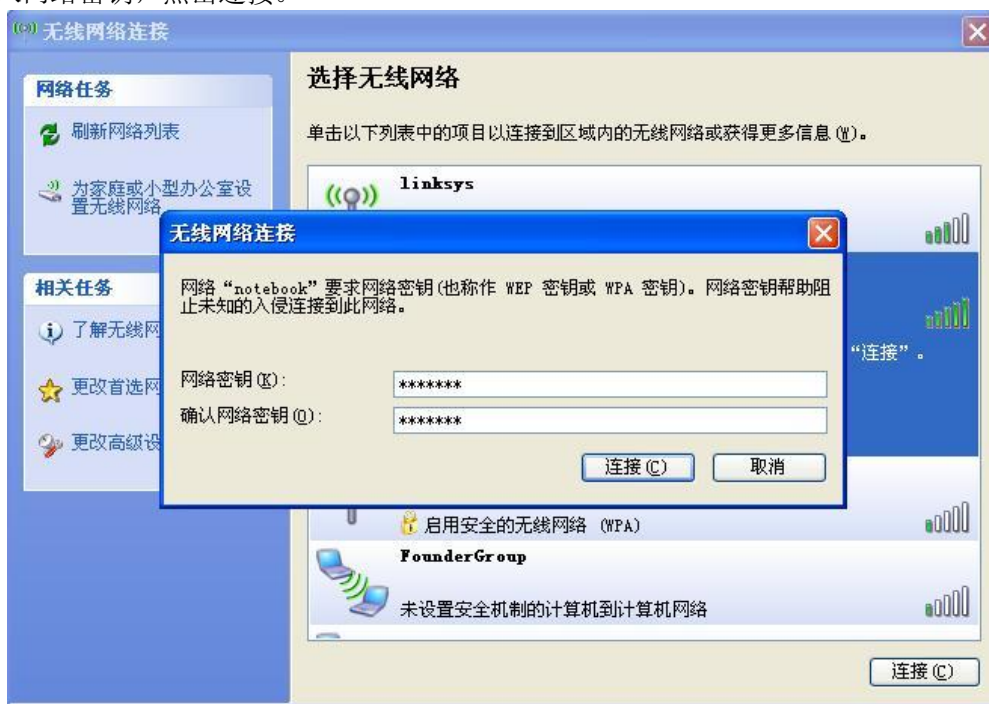 网络密钥，点击连接。
无线网络连接
网络任务
刷新网络列表
为家庭或小型办公室设
置无线网络
相关任务
了解无线网
更改首选网
更改高级设
选择无线网络
单击以下列表中的项目以连接到区域内的无线网络或获得更多信息(W)。
linksys
“连接”。
无线网络连接
网络“notebook”要求网络密钥(也称作 WEP 密钥或 WPA 密钥)。网络密钥帮助阻
止未知的入侵连接到此网络。
网络密钥(K):
*******
确认网络密钥(O):
*******
连接(C)
取消
启用安全的无线网络 (WPA)
FounderGroup
未设置安全机制的计算机到计算机网络
连接(C)